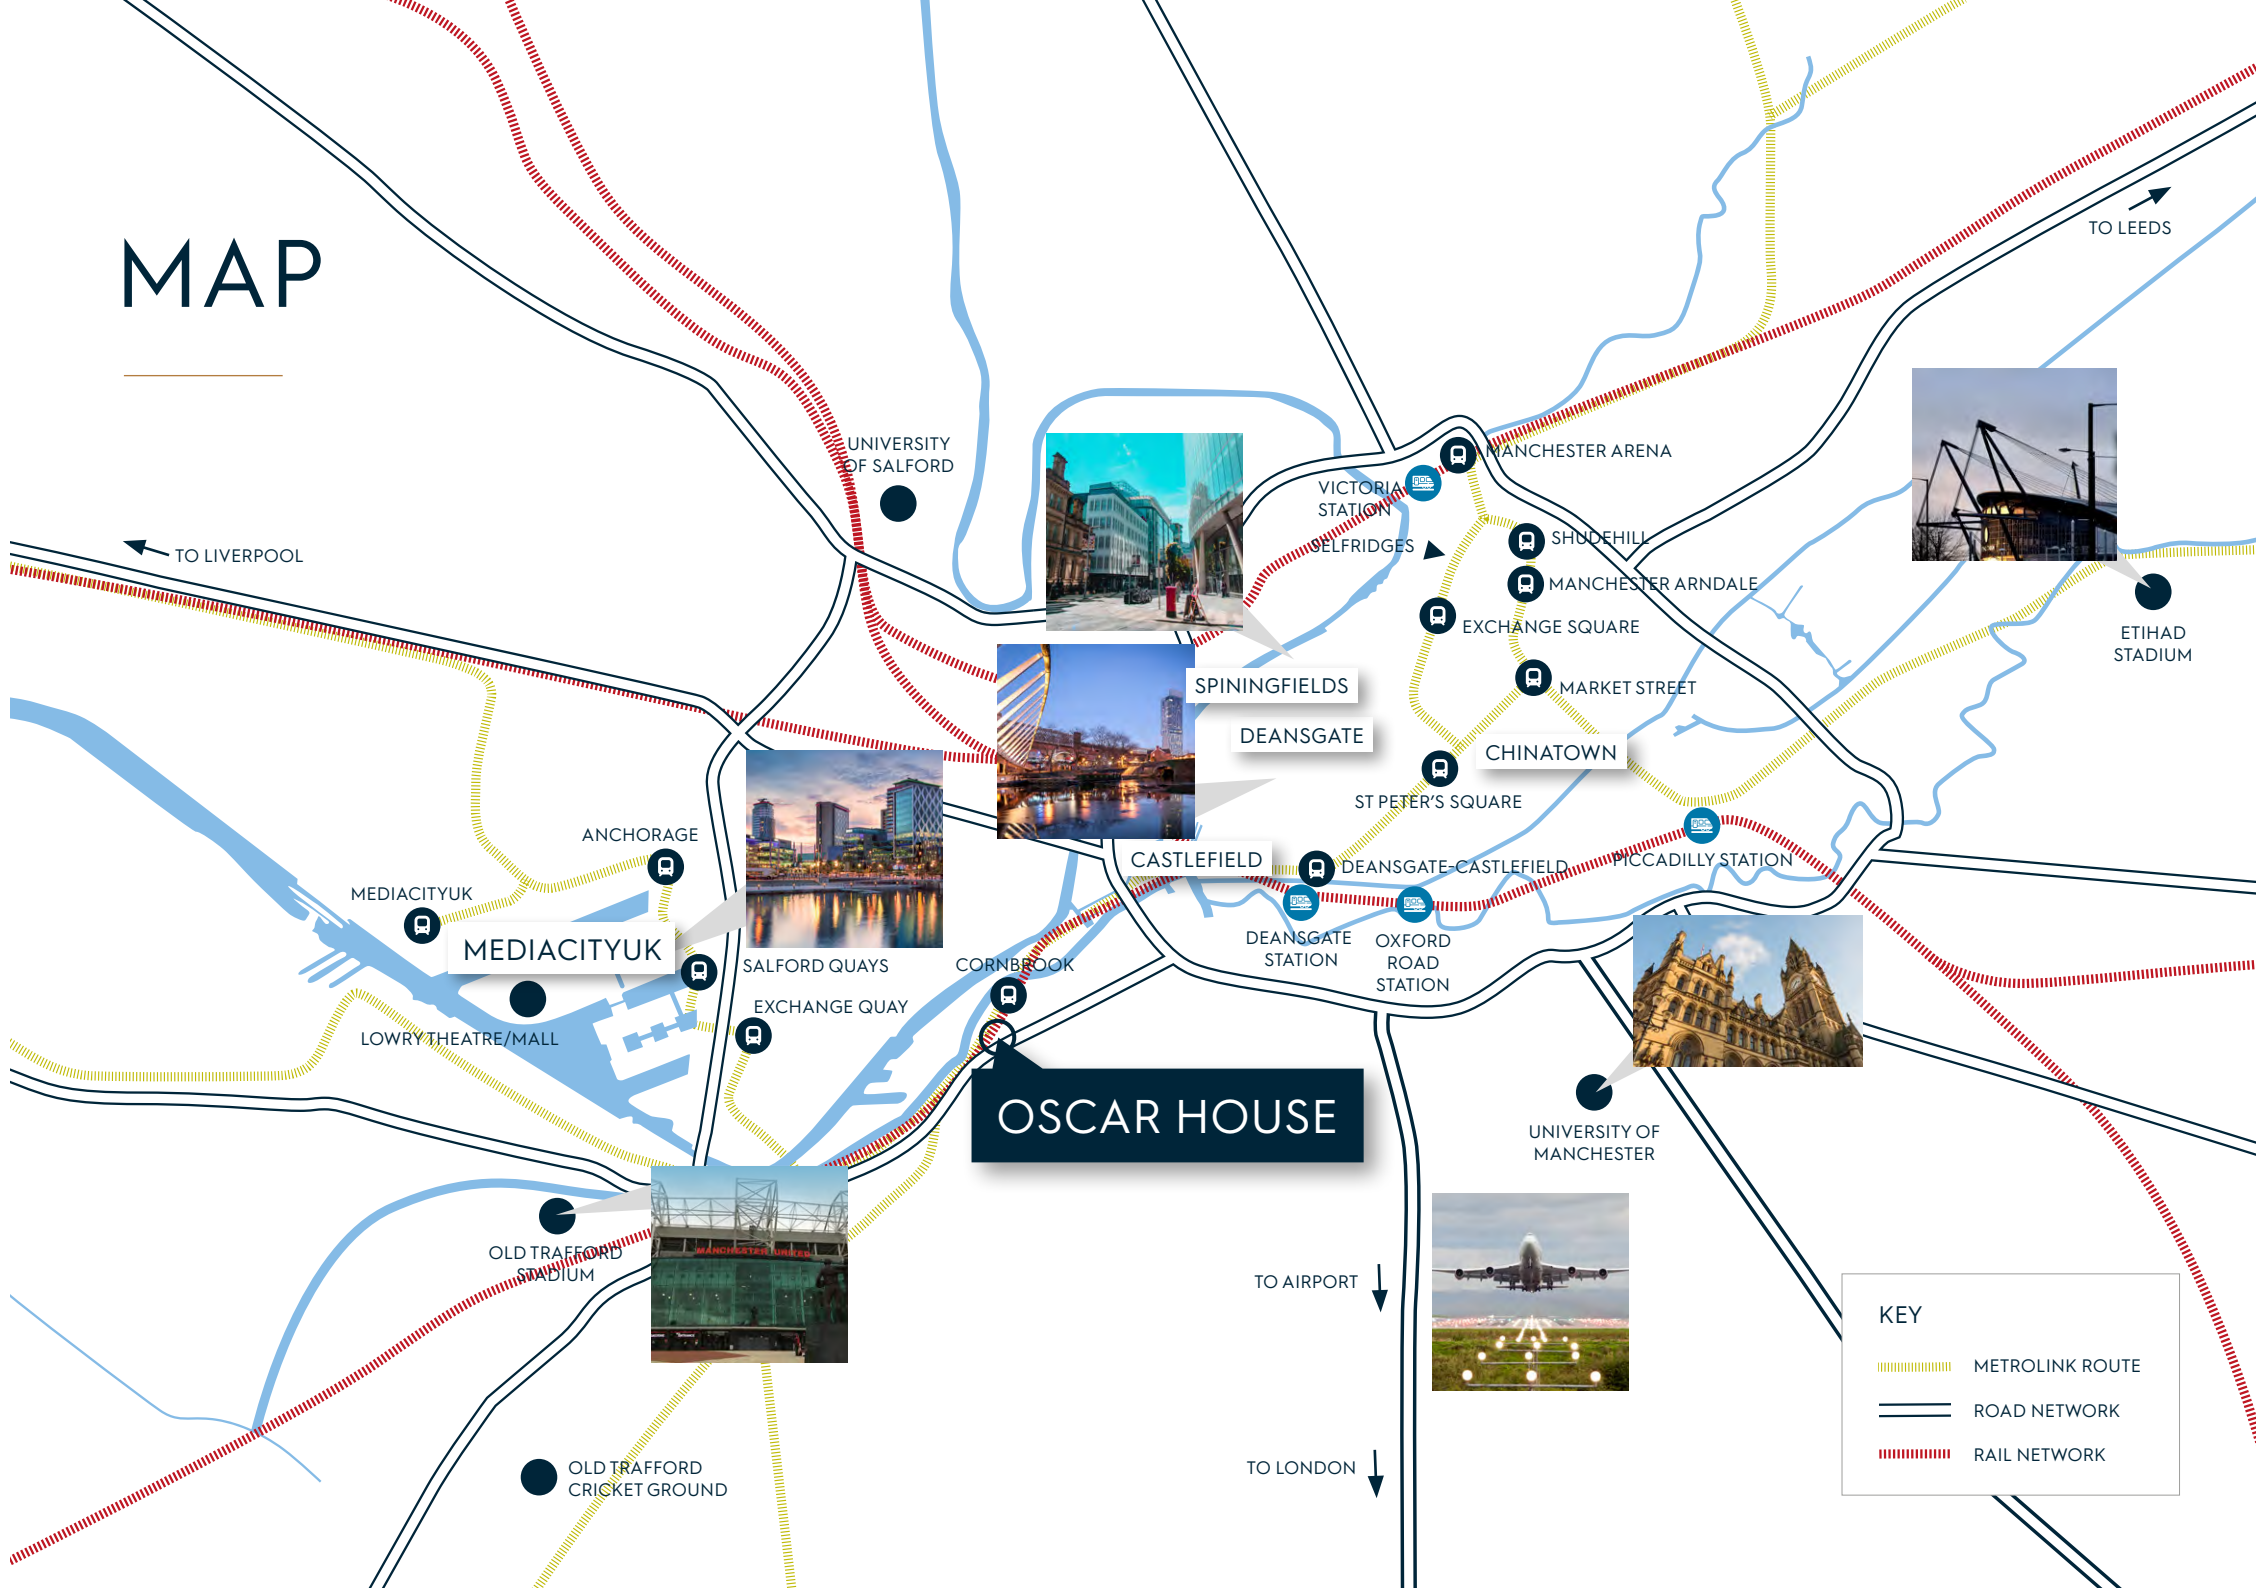 MAP
TO LEEDS
UNIVERSITY
OF SALFORD
MANCHESTER ARENA
VICTORIA
STATION
SELFRIDGES
SHUDEHILL
TO LIVERPOOL
MANCHESTER ARNDALE
EXCHANGE SQUARE
ETIHAD
STADIUM
SPININGFIELDS
MARKET STREET
DEANSGATE
CHINATOWN
ST PETER'S SQUARE
ANCHORAGE
CASTLEFIELD
DEANSGATE-CASTLEFIELD
PICCADILLY STATION
MEDIACITYUK
MEDIACITYUK
SALFORD QUAYS
CORNBROOK
DEANSGATE
STATION
OXFORD
ROAD
STATION
EXCHANGE QUAY
LOWRY THEATRE/MALL
OSCAR HOUSE
UNIVERSITY OF
MANCHESTER
OLD TRAFFORD
STADIUM
MANCHESTER UNITED
TO AIRPORT
KEY
METROLINK ROUTE
ROAD NETWORK
RAIL NETWORK
TO LONDON
OLD TRAFFORD
CRICKET GROUND